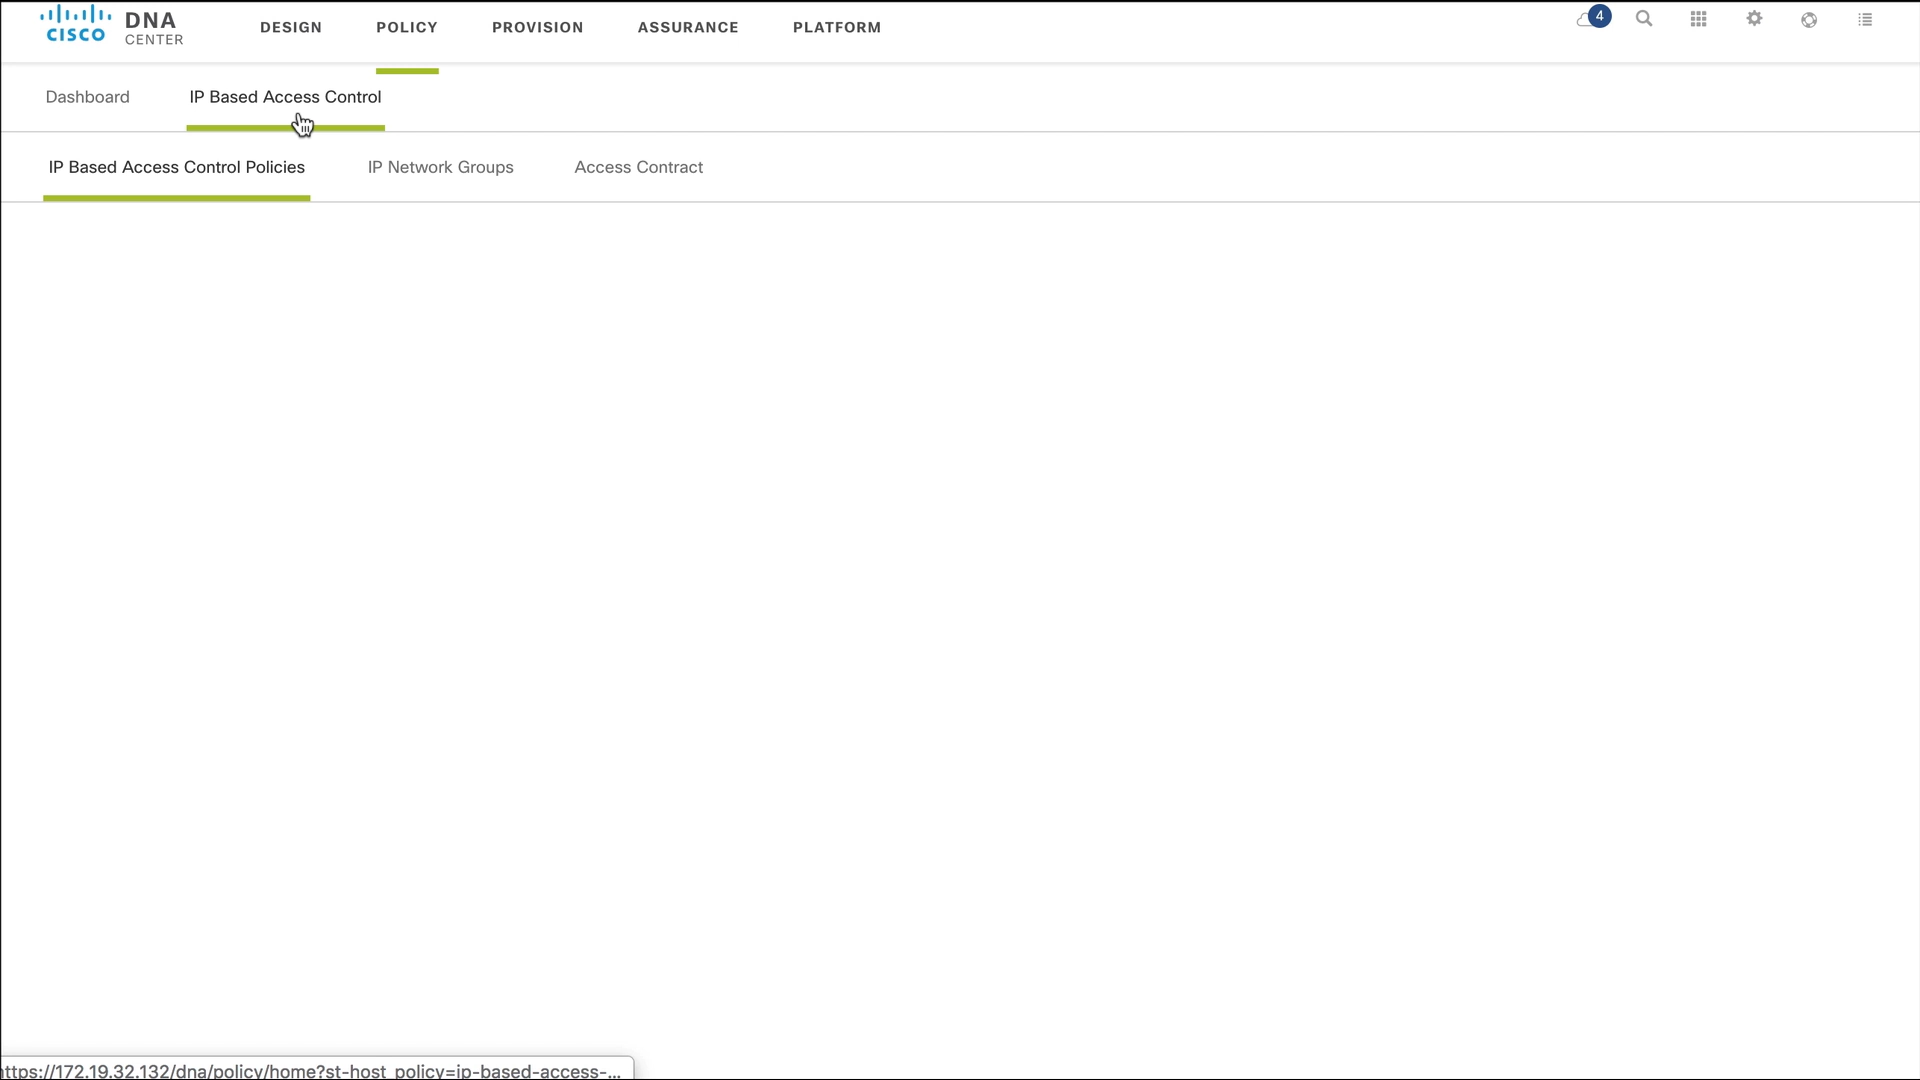 CISCO DNA CENTER
DESIGN POLICY PROVISION ASSURANCE PLATFORM
4
Dashboard IP Based Access Control
IP Based Access Control Policies IP Network Groups Access Contract
ttps://172.19.32.132/dna/policy/home?st-host_policy=ip-based-access-...